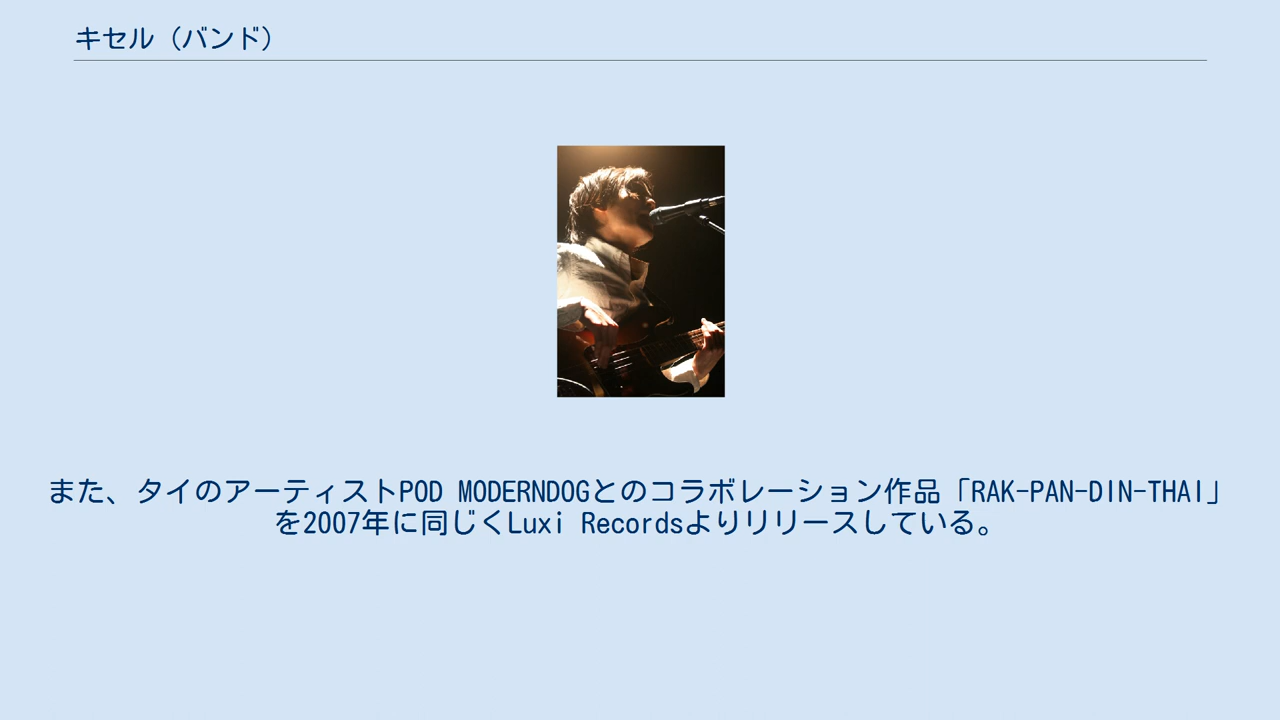 キセル（バンド）
また、タイのアーティストPOD MODERNDOGとのコラボレーション作品「RAK-PAN-DIN-THAI」
を2007年に同じくLuxi Recordsよりリリースしている。